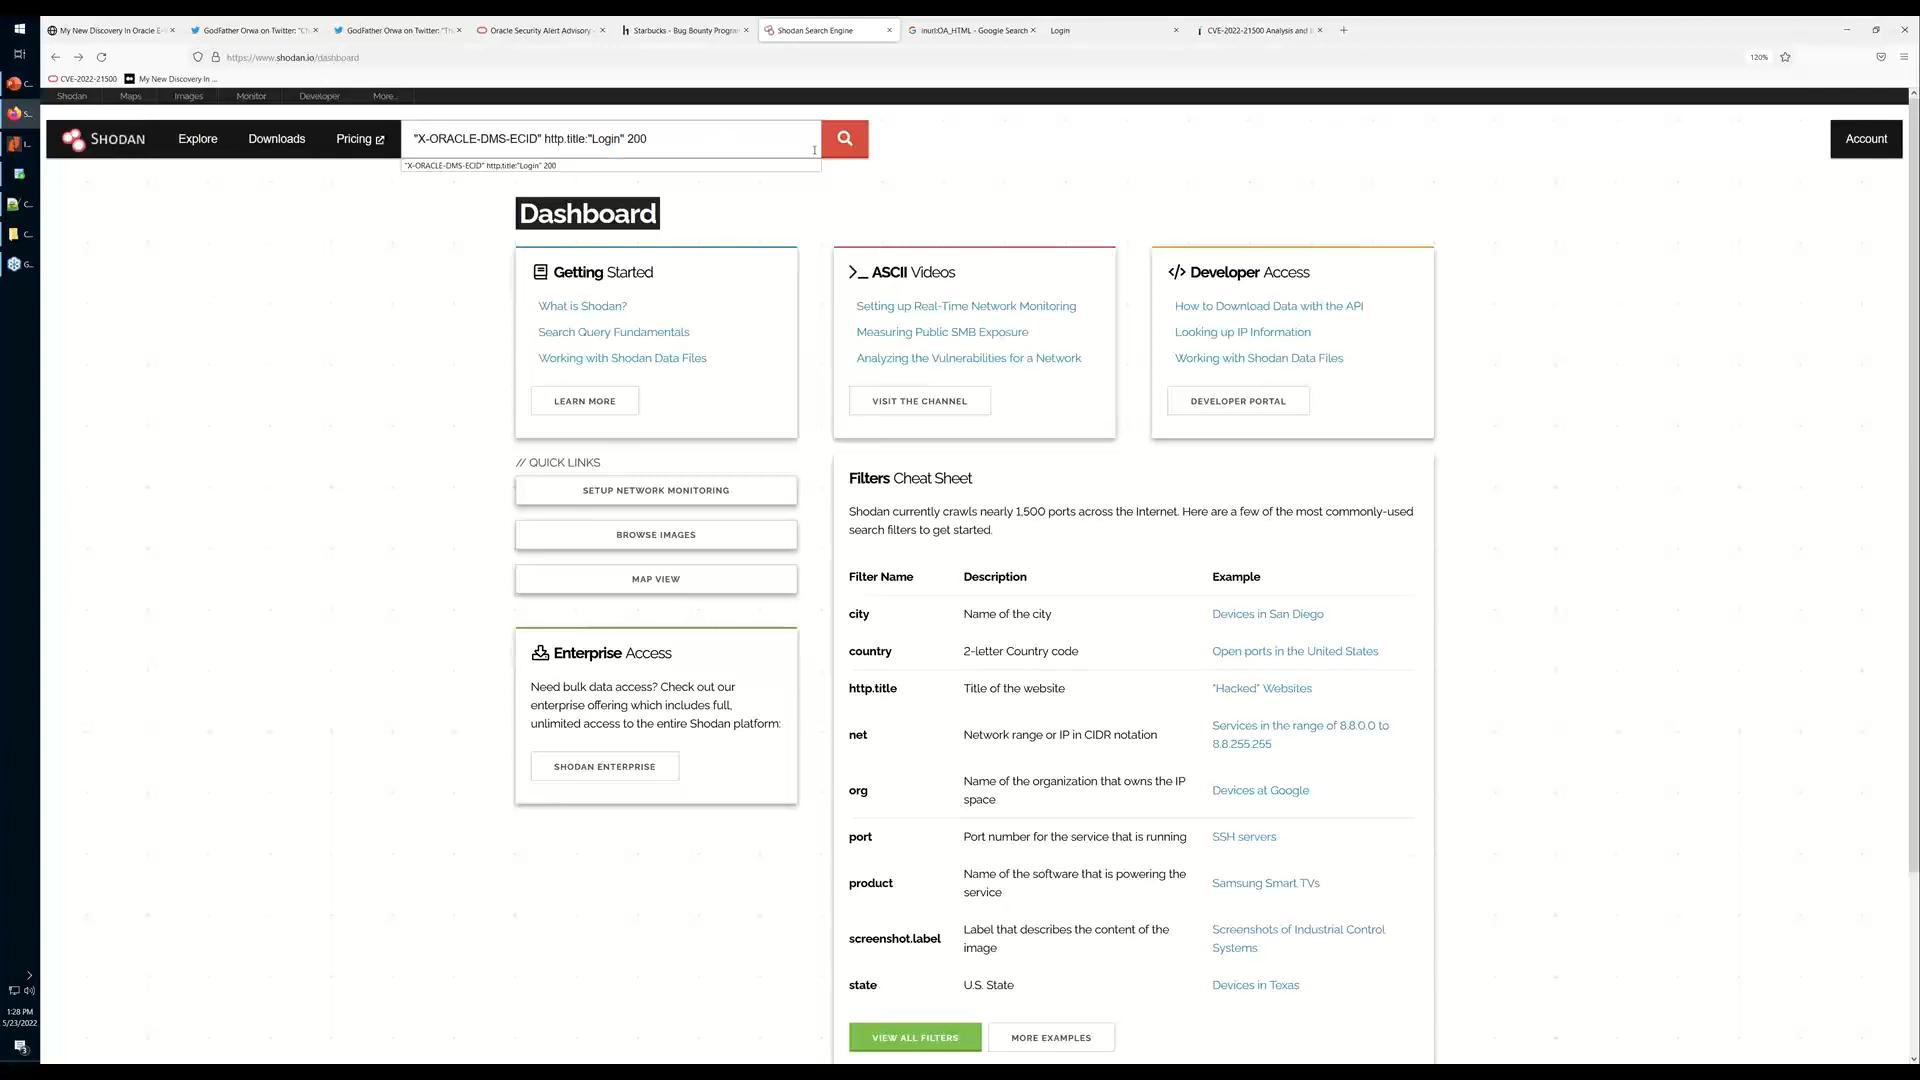 My New Discovery In Oracle E
GodFather Orwa on Twitter: "C
GodFather Orwa on Twitter: "Th
Oracle Security Alert Advisory -
Starbucks - Bug Bounty Progra
Shodan Search Engine
inurl:OA_HTML - Google Search
Login
CVE-2022-21500 Analysis and
https://www.shodan.io/dashboard
120%
CVE-2022-21500
My New Discovery In ...
Shodan
Maps
Images
Monitor
Developer
More...
SHODAN
Explore
Downloads
Pricing
"X-ORACLE-DMS-ECID" http.title:"Login" 200
Account
"X-ORACLE-DMS-ECID" http.title:"Login" 200
Dashboard
Getting Started
What is Shodan?
Search Query Fundamentals
Working with Shodan Data Files
LEARN MORE
>_ ASCII Videos
Setting up Real-Time Network Monitoring
Measuring Public SMB Exposure
Analyzing the Vulnerabilities for a Network
VISIT THE CHANNEL
</> Developer Access
How to Download Data with the API
Looking up IP Information
Working with Shodan Data Files
DEVELOPER PORTAL
// QUICK LINKS
SETUP NETWORK MONITORING
BROWSE IMAGES
MAP VIEW
Enterprise Access
Need bulk data access? Check out our
enterprise offering which includes full,
unlimited access to the entire Shodan platform:
SHODAN ENTERPRISE
Filters Cheat Sheet
Shodan currently crawls nearly 1,500 ports across the Internet. Here are a few of the most commonly-used
search filters to get started.
Filter Name Description Example
city Name of the city Devices in San Diego
country 2-letter Country code Open ports in the United States
http.title Title of the website "Hacked" Websites
net Network range or IP in CIDR notation Services in the range of 8.8.0.0 to
8.8.255.255
org Name of the organization that owns the IP
space Devices at Google
port Port number for the service that is running SSH servers
product Name of the software that is powering the
service Samsung Smart TVs
screenshot.label Label that describes the content of the
image Screenshots of Industrial Control
Systems
state U.S. State Devices in Texas
VIEW ALL FILTERS
MORE EXAMPLES
1:28 PM
5/23/2022